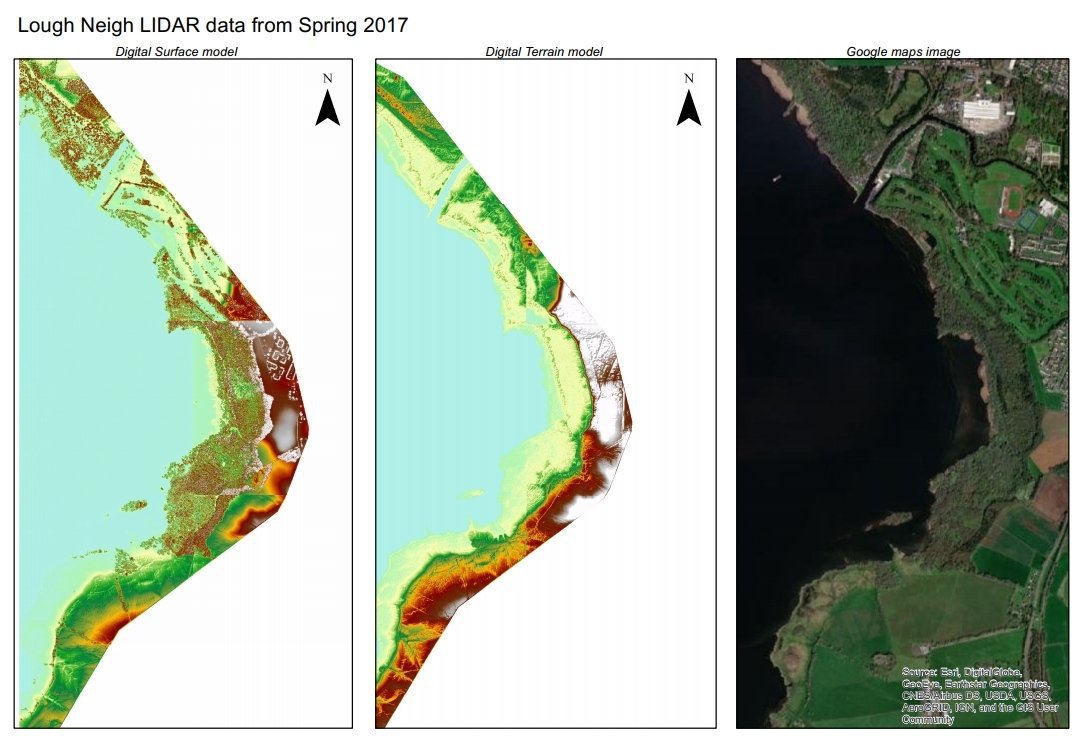 Lough Neigh LIDAR data from Spring 2017
Digital Surface model
Digital Terrain model
Google maps image
N
N
Source: Esri, DigitalGlobe,
GeoEye, Earthstar Geographics,
CNES/Airbus DS, USDA, USGS,
AeroGRID, IGN, and the GIS User
Community